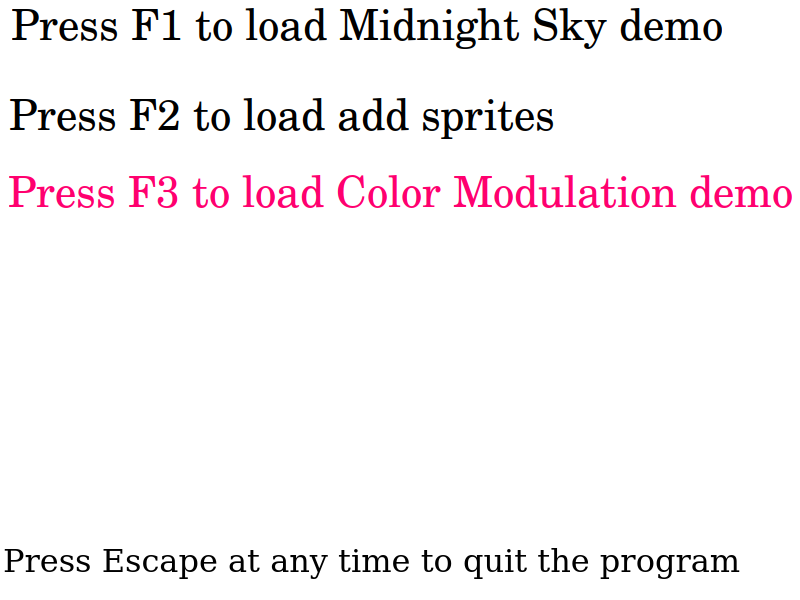 Press F1 to load Midnight Sky demo
Press F2 to load add sprites
Press F3 to load Color Modulation demo
Press Escape at any time to quit the program